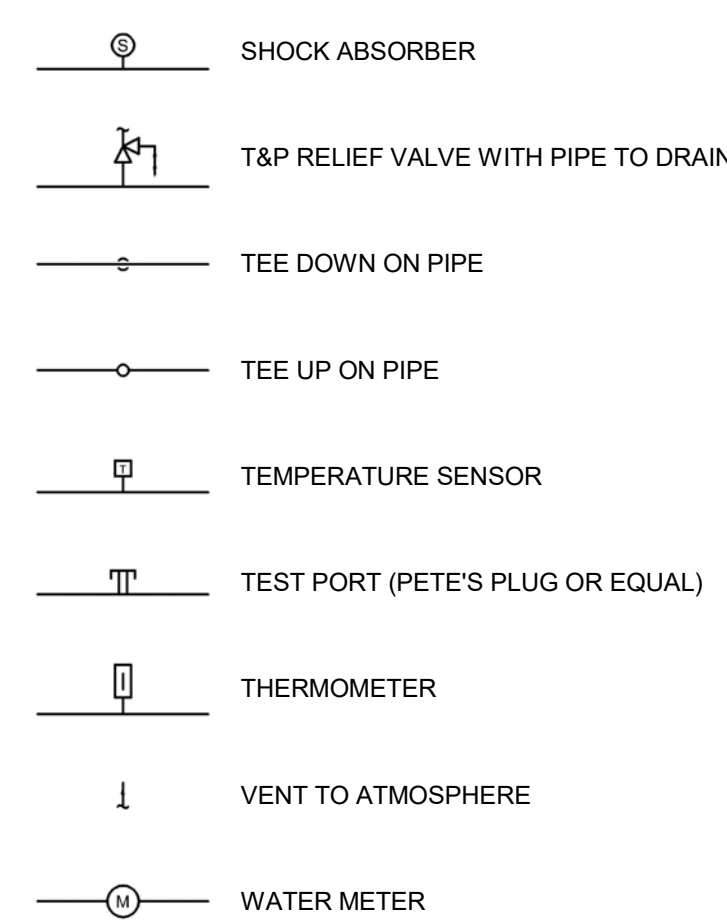 S SHOCK ABSORBER
T&P RELIEF VALVE WITH PIPE TO DRAIN
TEE DOWN ON PIPE
TEE UP ON PIPE
T TEMPERATURE SENSOR
TEST PORT (PETE'S PLUG OR EQUAL)
THERMOMETER
VENT TO ATMOSPHERE
M WATER METER